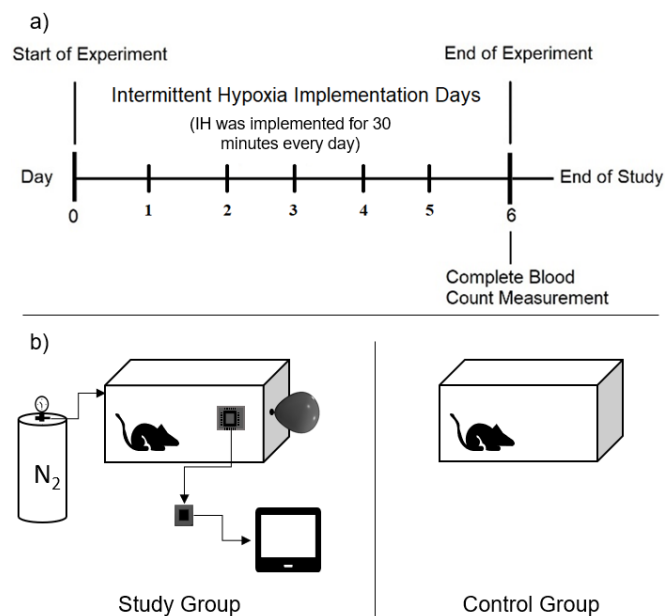 a)
Start of Experiment
End of Experiment
Intermittent Hypoxia Implementation Days
(IH was implemented for 30
minutes every day)
Day
End of Study
0
1
2
3
4
5
6
Complete Blood
Count Measurement
b)
N2
Study Group
Control Group